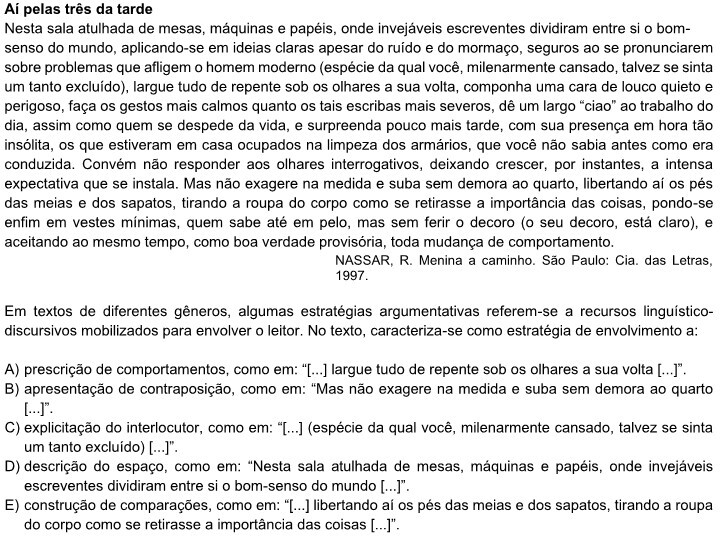 Aí pelas três da tarde
Nesta sala atulhada de mesas, máquinas e papéis, onde invejáveis escreventes dividiram entre si o bom-
senso do mundo, aplicando-se em ideias claras apesar do ruído e do mormaço, seguros ao se pronunciarem
sobre problemas que afligem o homem moderno (espécie da qual você, milenarmente cansado, talvez se sinta
um tanto excluído), largue tudo de repente sob os olhares a sua volta, componha uma cara de louco quieto e
perigoso, faça os gestos mais calmos quanto os tais escribas mais severos, dê um largo “ciao” ao trabalho do
dia, assim como quem se despede da vida, e surpreenda pouco mais tarde, com sua presença em hora tão
insólita, os que estiveram em casa ocupados na limpeza dos armários, que você não sabia antes como era
conduzida. Convém não responder aos olhares interrogativos, deixando crescer, por instantes, a intensa
expectativa que se instala. Mas não exagere na medida e suba sem demora ao quarto, libertando aí os pés
das meias e dos sapatos, tirando a roupa do corpo como se retirasse a importância das coisas, pondo-se
enfim em vestes mínimas, quem sabe até em pelo, mas sem ferir o decoro (o seu decoro, está claro), e
aceitando ao mesmo tempo, como boa verdade provisória, toda mudança de comportamento.
NASSAR, R. Menina a caminho. São Paulo: Cia. das Letras,
1997.
Em textos de diferentes gêneros, algumas estratégias argumentativas referem-se a recursos linguístico-
discursivos mobilizados para envolver o leitor. No texto, caracteriza-se como estratégia de envolvimento a:
A) prescrição de comportamentos, como em: “[...] largue tudo de repente sob os olhares a sua volta [...]”.
B) apresentação de contraposição, como em: “Mas não exagere na medida e suba sem demora ao quarto
[...]”.
C) explicitação do interlocutor, como em: “[...] (espécie da qual você, milenarmente cansado, talvez se sinta
um tanto excluído) [...]”.
D) descrição do espaço, como em: “Nesta sala atulhada de mesas, máquinas e papéis, onde invejáveis
escreventes dividiram entre si o bom-senso do mundo [...]”.
E) construção de comparações, como em: “[...] libertando aí os pés das meias e dos sapatos, tirando a roupa
do corpo como se retirasse a importância das coisas [...]”.